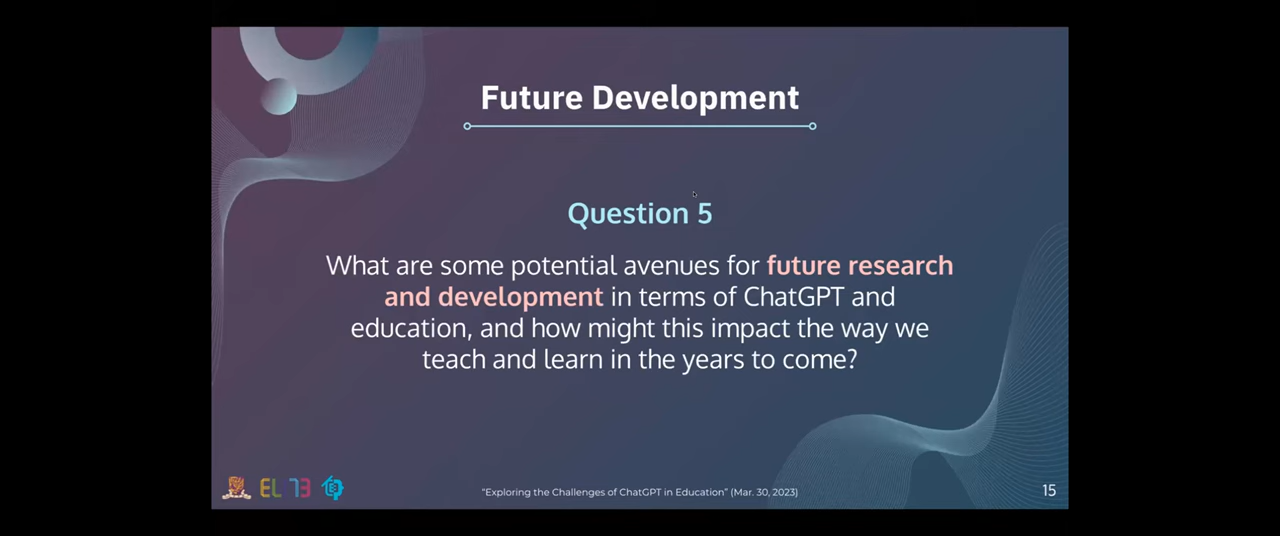 Future Development
Question 5
What are some potential avenues for future research
and development in terms of ChatGPT and
education, and how might this impact the way we
teach and learn in the years to come?
"Exploring the Challenges of ChatGPT in Education" (Mar. 30, 2023)
15